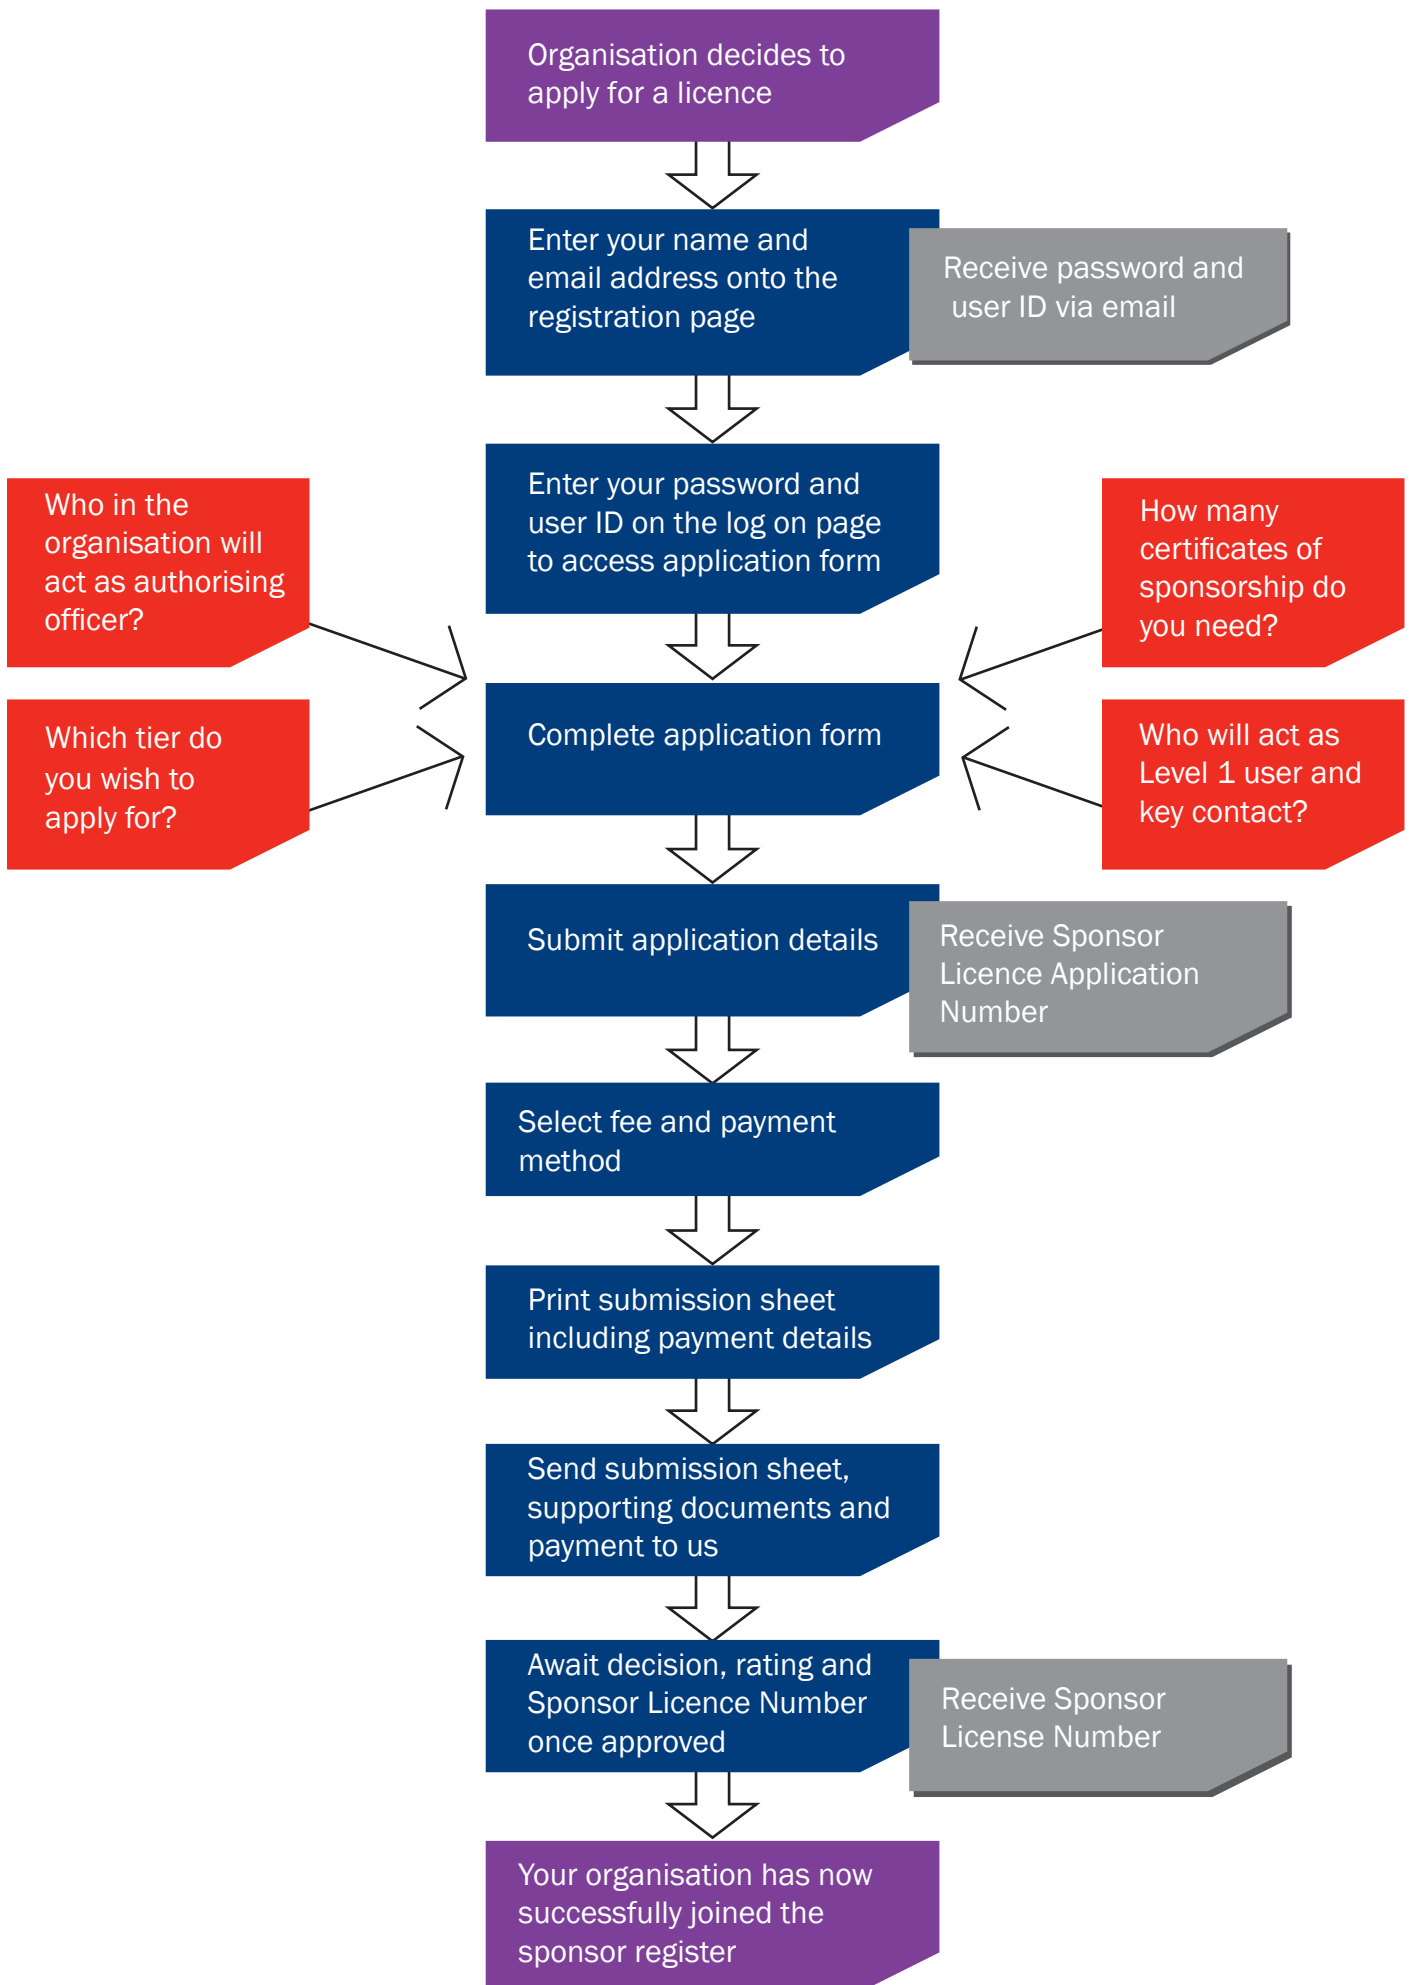 Organisation decides to
apply for a licence
Enter your name and
email address onto the
registration page
Receive password and
user ID via email
Enter your password and
user ID on the log on page
to access application form
Who in the
organisation will
act as authorising
officer?
How many
certificates of
sponsorship do
you need?
Which tier do
you wish to
apply for?
Complete application form
Who will act as
Level 1 user and
key contact?
Submit application details
Receive Sponsor
Licence Application
Number
Select fee and payment
method
Print submission sheet
including payment details
Send submission sheet,
supporting documents and
payment to us
Await decision, rating and
Sponsor Licence Number
once approved
Receive Sponsor
License Number
Your organisation has now
successfully joined the
sponsor register